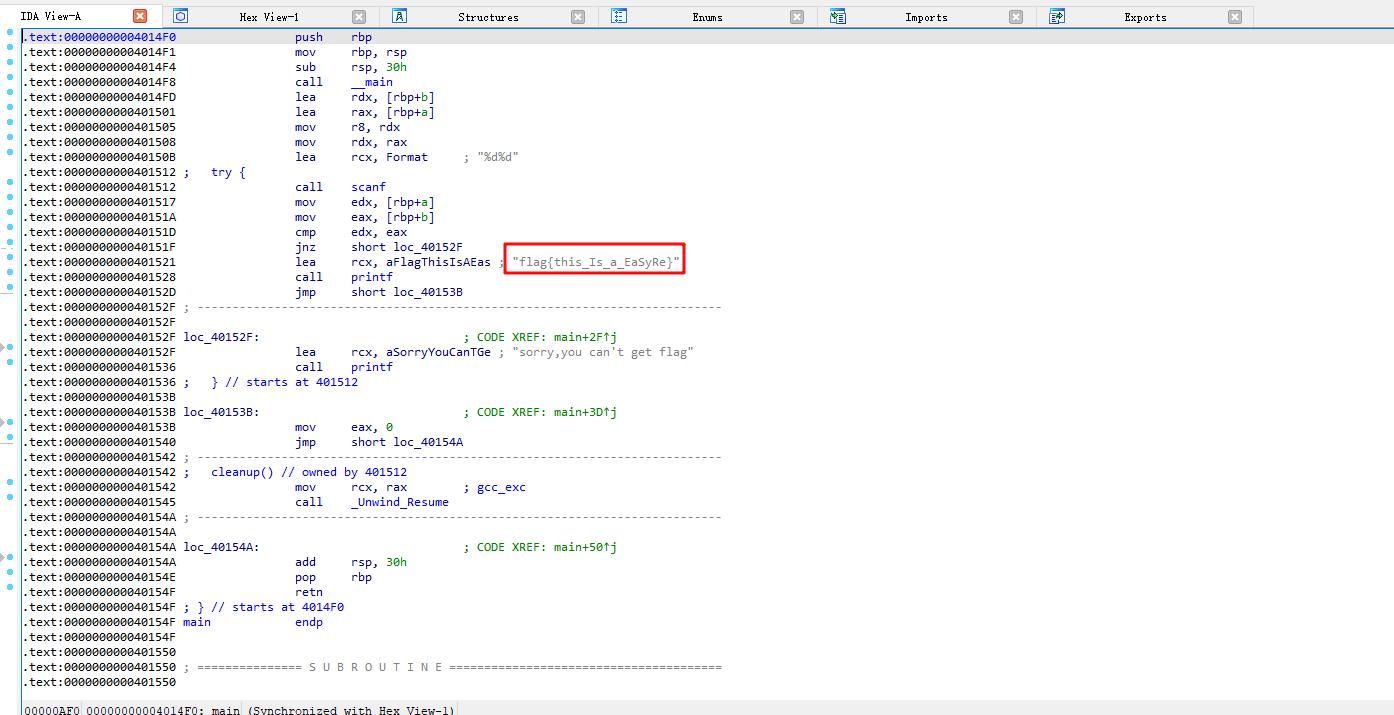 IDA View-A Hex View-1 Structures Enums Imports Exports
.text:00000000004014F0 push rbp
.text:00000000004014F1 mov rbp, rsp
.text:00000000004014F4 sub rsp, 30h
.text:00000000004014F8 call __main
.text:00000000004014FD lea rdx, [rbp+b]
.text:0000000000401501 lea rax, [rbp+a]
.text:0000000000401505 mov r8, rdx
.text:0000000000401508 mov rdx, rax
.text:000000000040150B lea rcx, Format ; "%d%d"
.text:0000000000401512 ; try {
.text:0000000000401512 call scanf
.text:0000000000401517 mov edx, [rbp+a]
.text:000000000040151A mov eax, [rbp+b]
.text:000000000040151D cmp edx, eax
.text:000000000040151F jnz short loc_40152F
.text:0000000000401521 lea rcx, aFlagThisIsAEas ; "flag{this_Is_a_EaSyRe}"
.text:0000000000401528 call printf
.text:000000000040152D jmp short loc_40153B
.text:000000000040152F ; ---------------------------------------------------------------------------
.text:000000000040152F
.text:000000000040152F loc_40152F: ; CODE XREF: main+2F↑j
.text:000000000040152F lea rcx, aSorryYouCanTGe ; "sorry,you can't get flag"
.text:0000000000401536 call printf
.text:0000000000401536 ; } // starts at 401512
.text:000000000040153B
.text:000000000040153B loc_40153B: ; CODE XREF: main+3D↑j
.text:000000000040153B mov eax, 0
.text:0000000000401540 jmp short loc_40154A
.text:0000000000401542 ; ---------------------------------------------------------------------------
.text:0000000000401542 ; cleanup() // owned by 401512
.text:0000000000401542 mov rcx, rax ; gcc_exc
.text:0000000000401545 call _Unwind_Resume
.text:000000000040154A ; ---------------------------------------------------------------------------
.text:000000000040154A
.text:000000000040154A loc_40154A: ; CODE XREF: main+50↑j
.text:000000000040154A add rsp, 30h
.text:000000000040154E pop rbp
.text:000000000040154F retn
.text:000000000040154F ; } // starts at 4014F0
.text:000000000040154F main endp
.text:000000000040154F
.text:0000000000401550
.text:0000000000401550 ; =============== S U B R O U T I N E =======================================
.text:0000000000401550
00000AF0 00000000004014F0: main (Synchronized with Hex View-1)